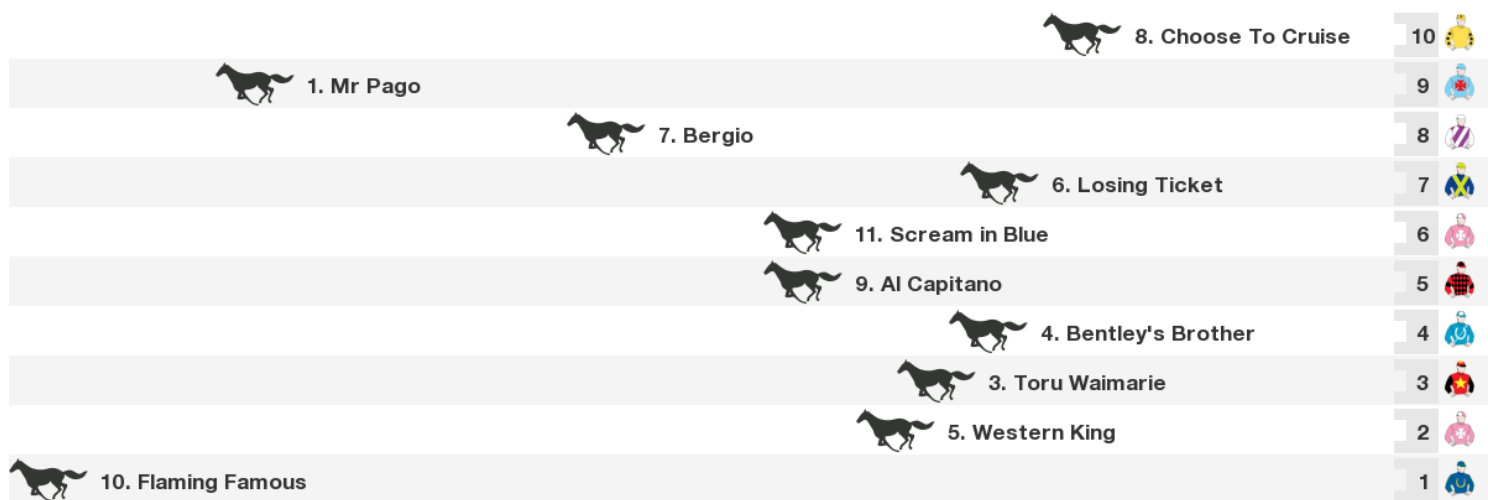 8. Choose To Cruise 10
1. Mr Pago 9
7. Bergio 8
6. Losing Ticket 7
11. Scream in Blue 6
9. Al Capitano 5
4. Bentley's Brother 4
3. Toru Waimarie 3
5. Western King 2
10. Flaming Famous 1